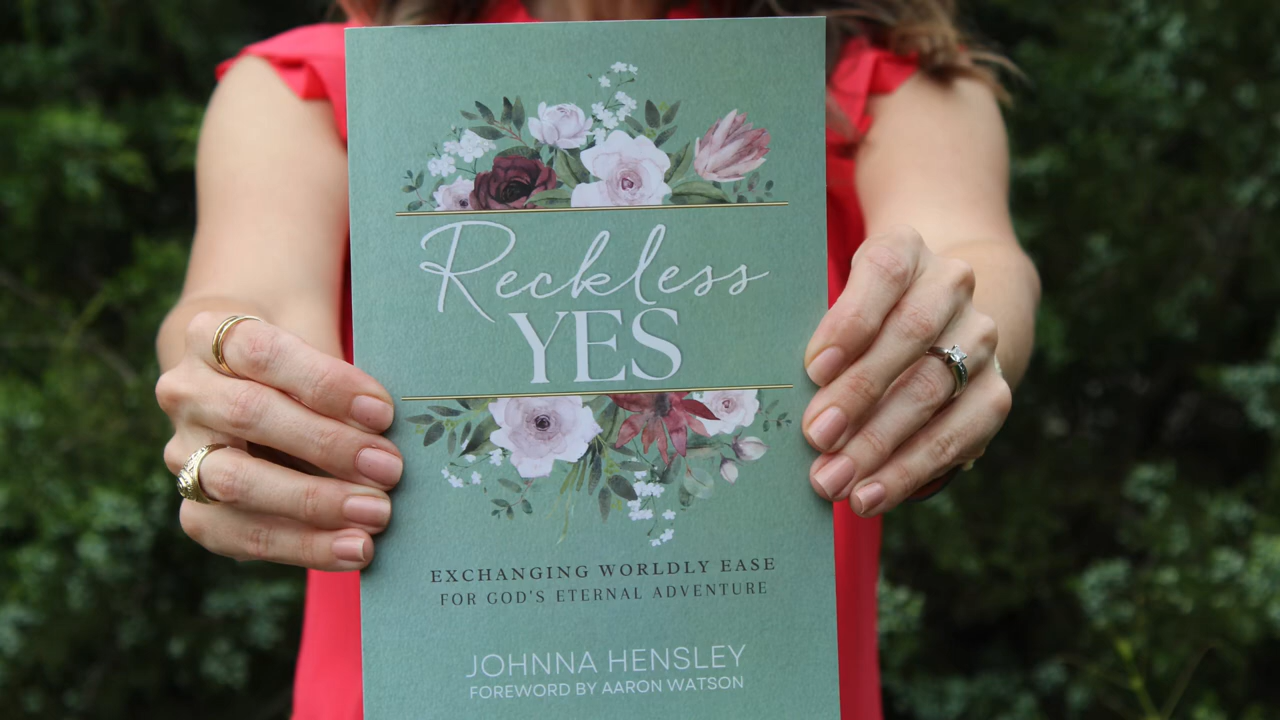 Reckless
YES
EXCHANGING WORLDLY EASE
FOR GOD'S ETERNAL ADVENTURE
JOHNNA HENSLEY
FOREWORD BY AARON WATSON